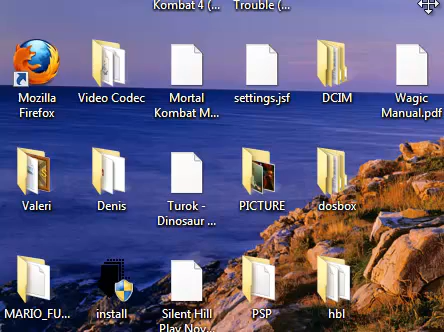 Kombat 4 (... Trouble (...
Mozilla Video Codec Mortal settings.jsf DCIM Wagic
Firefox Kombat M... Manual.pdf
Valeri Denis Turok - PICTURE dosbox
Dinosaur ...
MARIO_FU... install Silent Hill PSP hbl
Play Nov...